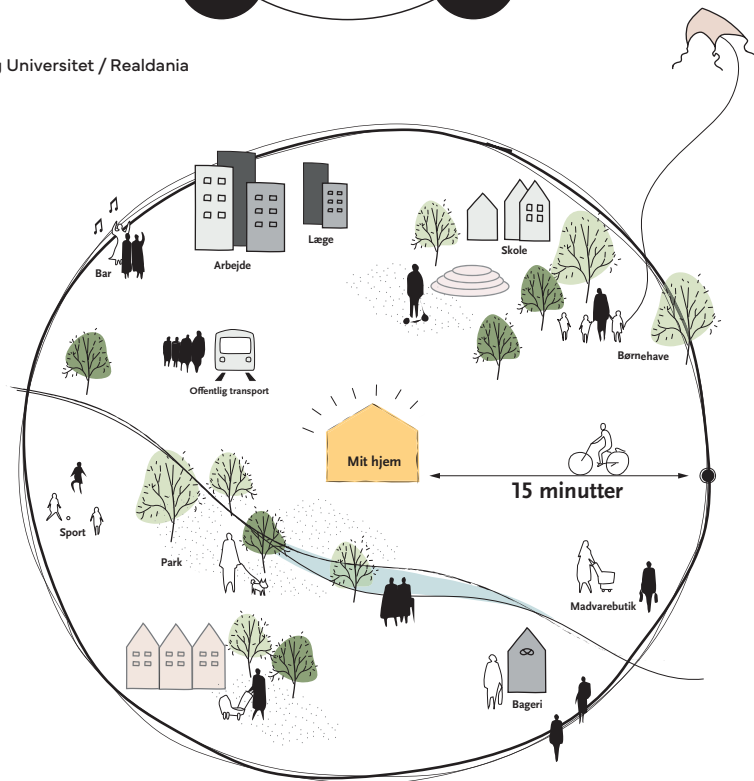 Universitet / Realdania
Læge
Arbejde
Bar
Skole
Børnehave
Offentlig transport
Mit hjem
15 minutter
Sport
Park
Madvarebutik
Bageri